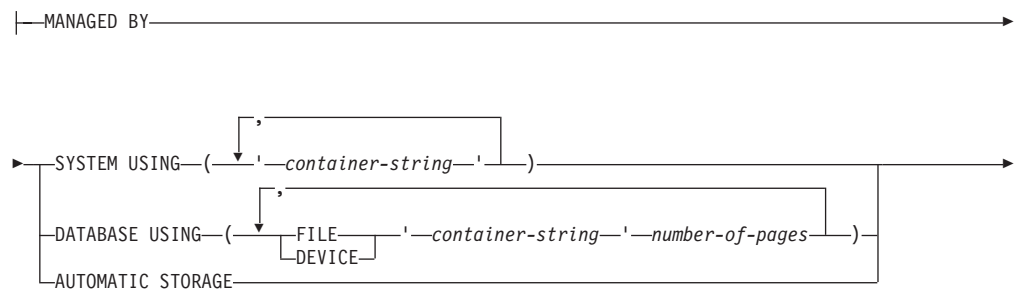 MANAGED BY
,
SYSTEM USING ( ' container-string ' )
,
DATABASE USING ( FILE ' container-string ' number-of-pages )
DEVICE
AUTOMATIC STORAGE